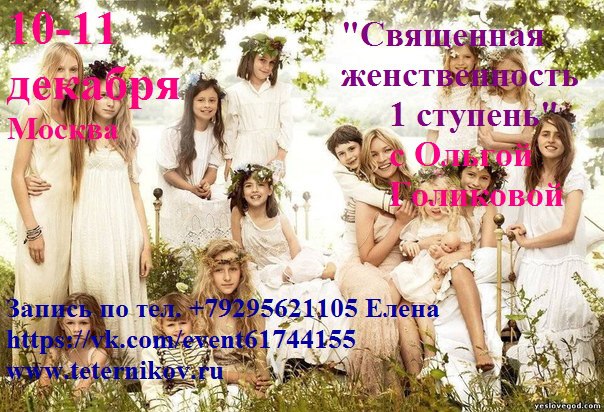 10-11
декабря
Москва
"Священная
женственность
1 ступень"
с Ольгой
Голиковой
Запись по тел. +79295621105 Елена
https://vk.com/event61744155
www.teternikov.ru
yeslovegod.com